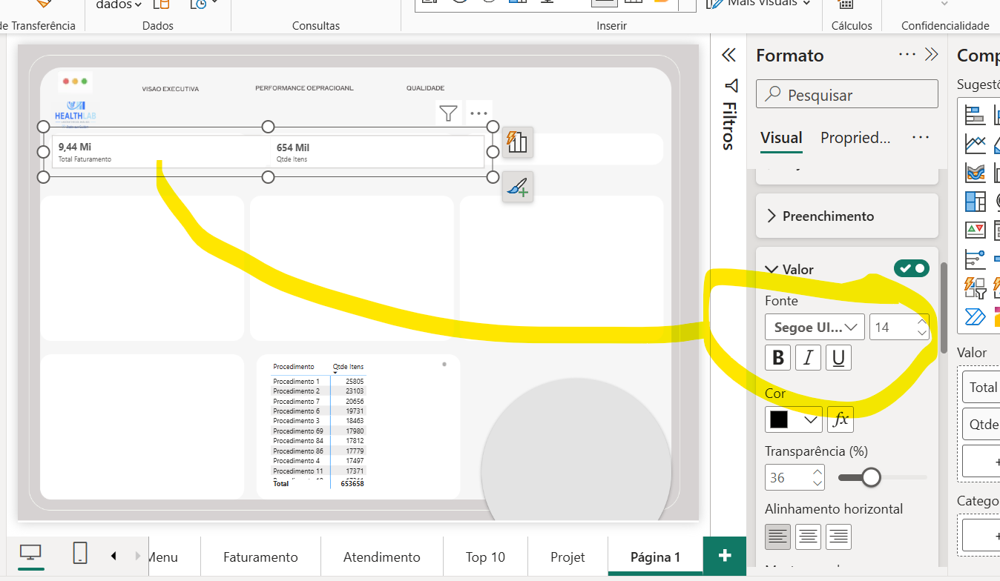 dados
Mais visuais
de Transferência
Dados
Consultas
Inserir
Cálculos
Confidencialidade
VISAO EXECUTIVA
PERFORMANCE OEPRACIOANL
QUALIDADE
HEALTHLAB
9,44 Mi
654 Mil
Total Faturamento
Qtde Itens
Procedimento Qtde Itens
Procedimento 1 25805
Procedimento 2 23103
Procedimento 7 20656
Procedimento 6 19731
Procedimento 3 18463
Procedimento 69 17980
Procedimento 84 17812
Procedimento 86 17779
Procedimento 4 17497
Procedimento 11 17371
Total 653658
Filtros
Formato
Pesquisar
Visual
Propried...
Preenchimento
Valor
Fonte
Segoe UI...
14
B I U
Cor
fx
Transparência (%)
36
Alinhamento horizontal
Comp
Sugestõ
Valor
Total
Qtde
Catego
Menu
Faturamento
Atendimento
Top 10
Projet
Página 1